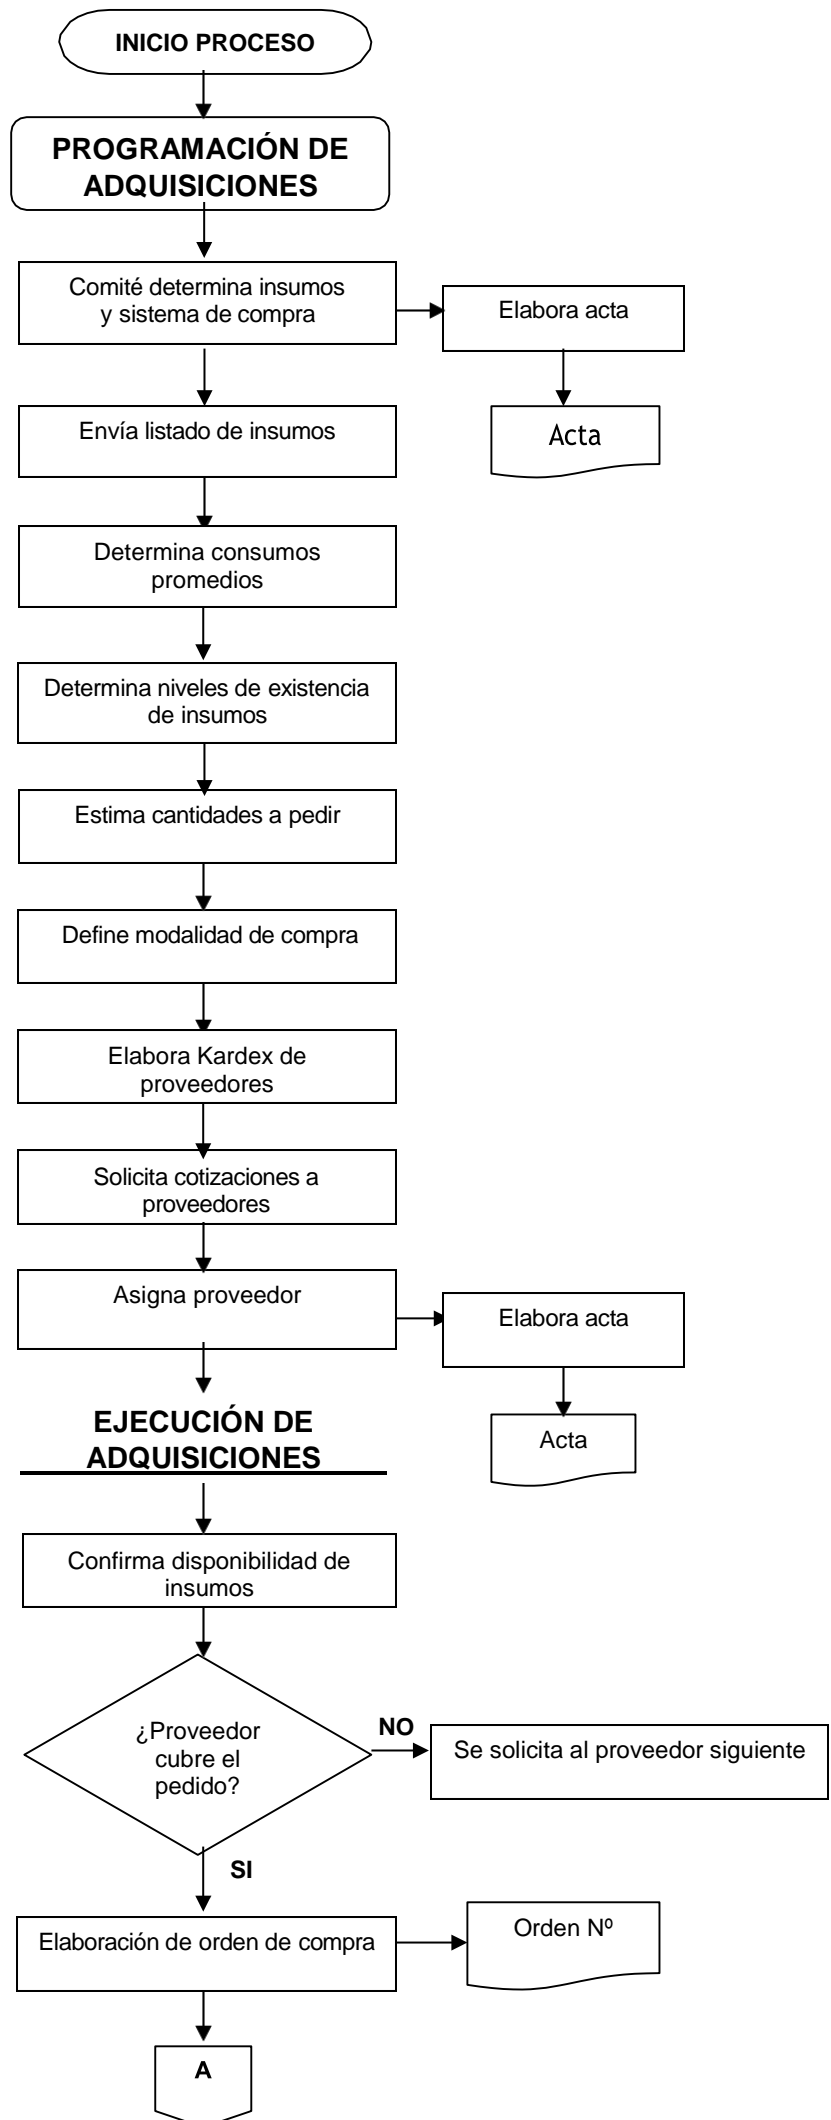 INICIO PROCESO
PROGRAMACIÓN DE
ADQUISICIONES
Comité determina insumos
y sistema de compra
Elabora acta
Acta
Envía listado de insumos
Determina consumos
promedios
Determina niveles de existencia
de insumos
Estima cantidades a pedir
Define modalidad de compra
Elabora Kardex de
proveedores
Solicita cotizaciones a
proveedores
Asigna proveedor
Elabora acta
Acta
EJECUCIÓN DE
ADQUISICIONES
Confirma disponibilidad de
insumos
¿Proveedor
cubre el
pedido?
NO
Se solicita al proveedor siguiente
SI
Elaboración de orden de compra
Orden Nº
A